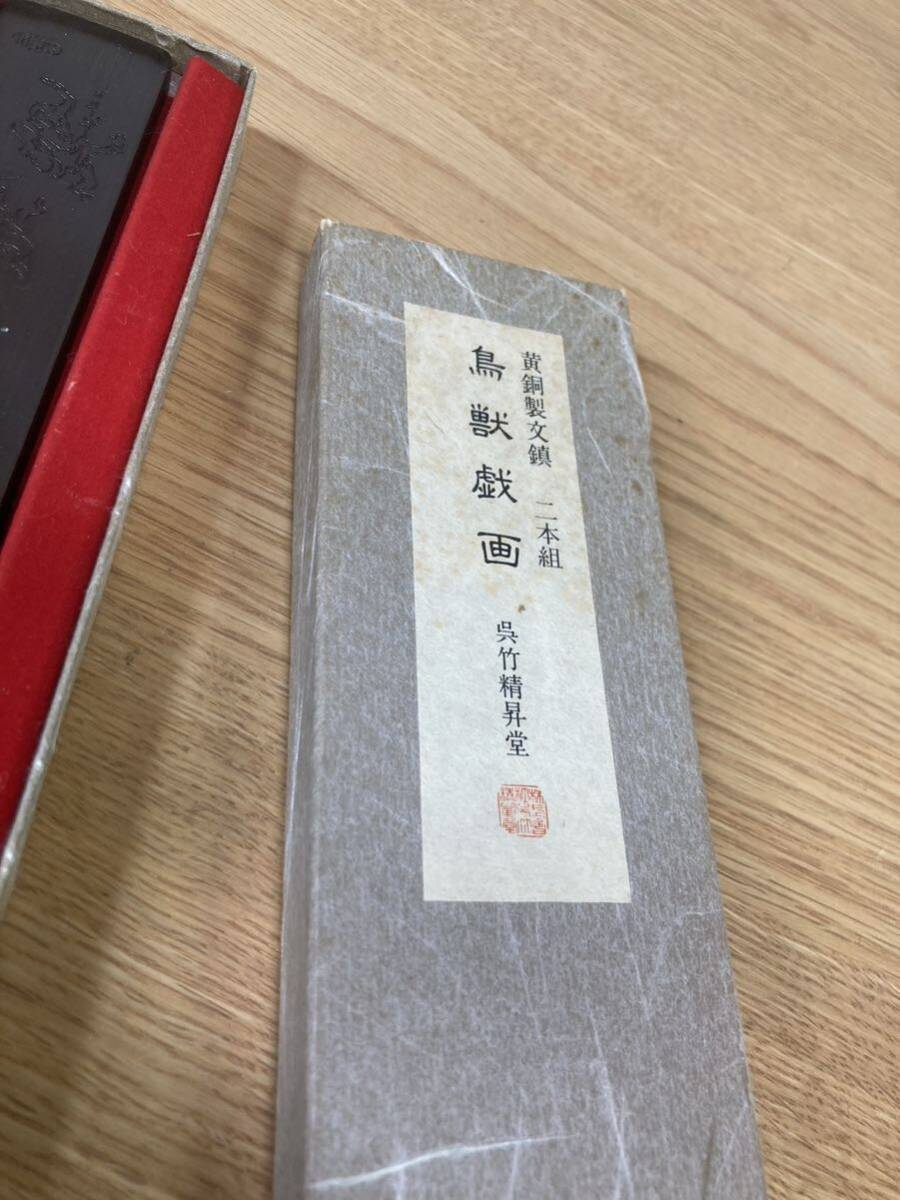 黄銅製文鎮　二本組
鳥獣戯画
呉竹精昇堂